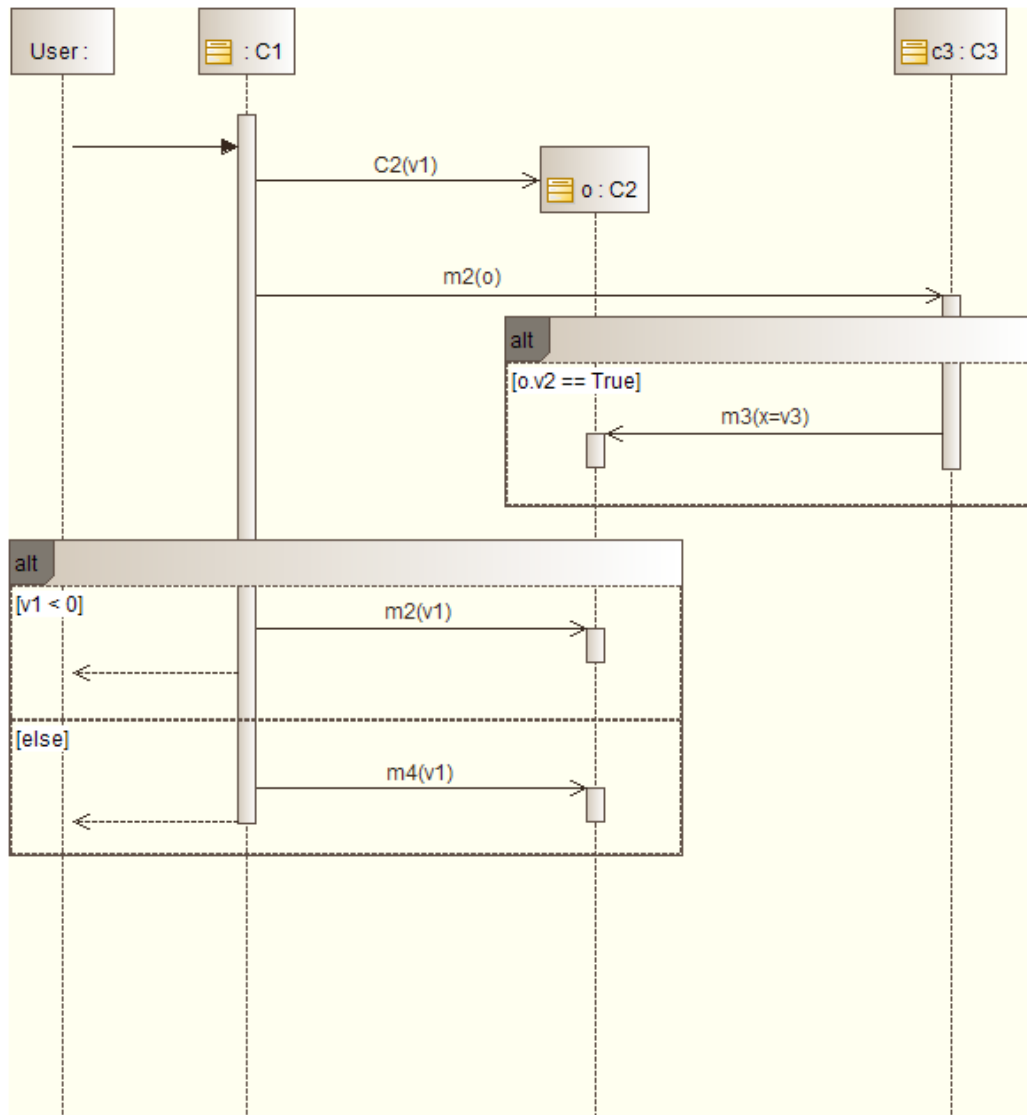 User :
: C1
c3 : C3
C2(v1)
o : C2
m2(o)
alt
[o.v2 == True]
m3(x=v3)
alt
[v1 < 0]
m2(v1)
[else]
m4(v1)